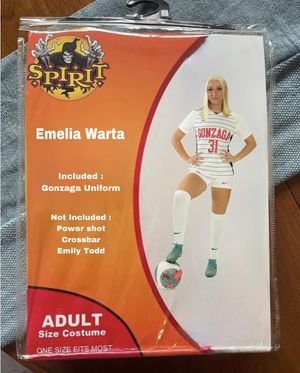 SPIRIT
Emelia Warta
Included :
Gonzaga Uniform
Not Included :
Power shot
Crossbar
Emily Todd
GONZAGA
31
ADULT
Size Costume
ONE SIZE FITS MOST